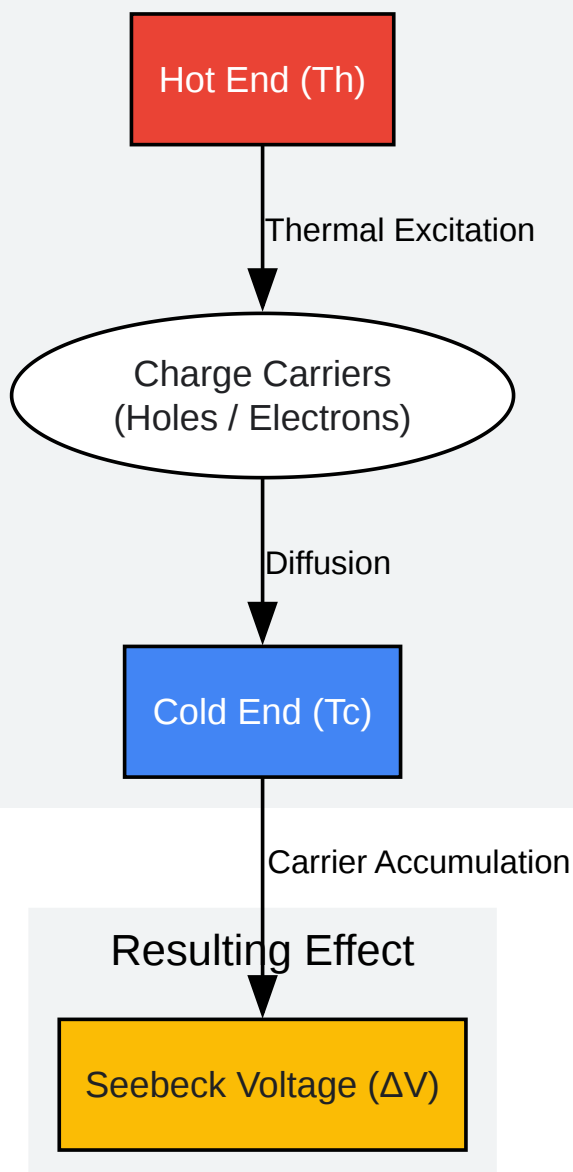 Hot End (Th)
Thermal Excitation
Charge Carriers
(Holes / Electrons)
Diffusion
Cold End (Tc)
Carrier Accumulation
Resulting Effect
Seebeck Voltage (ΔV)